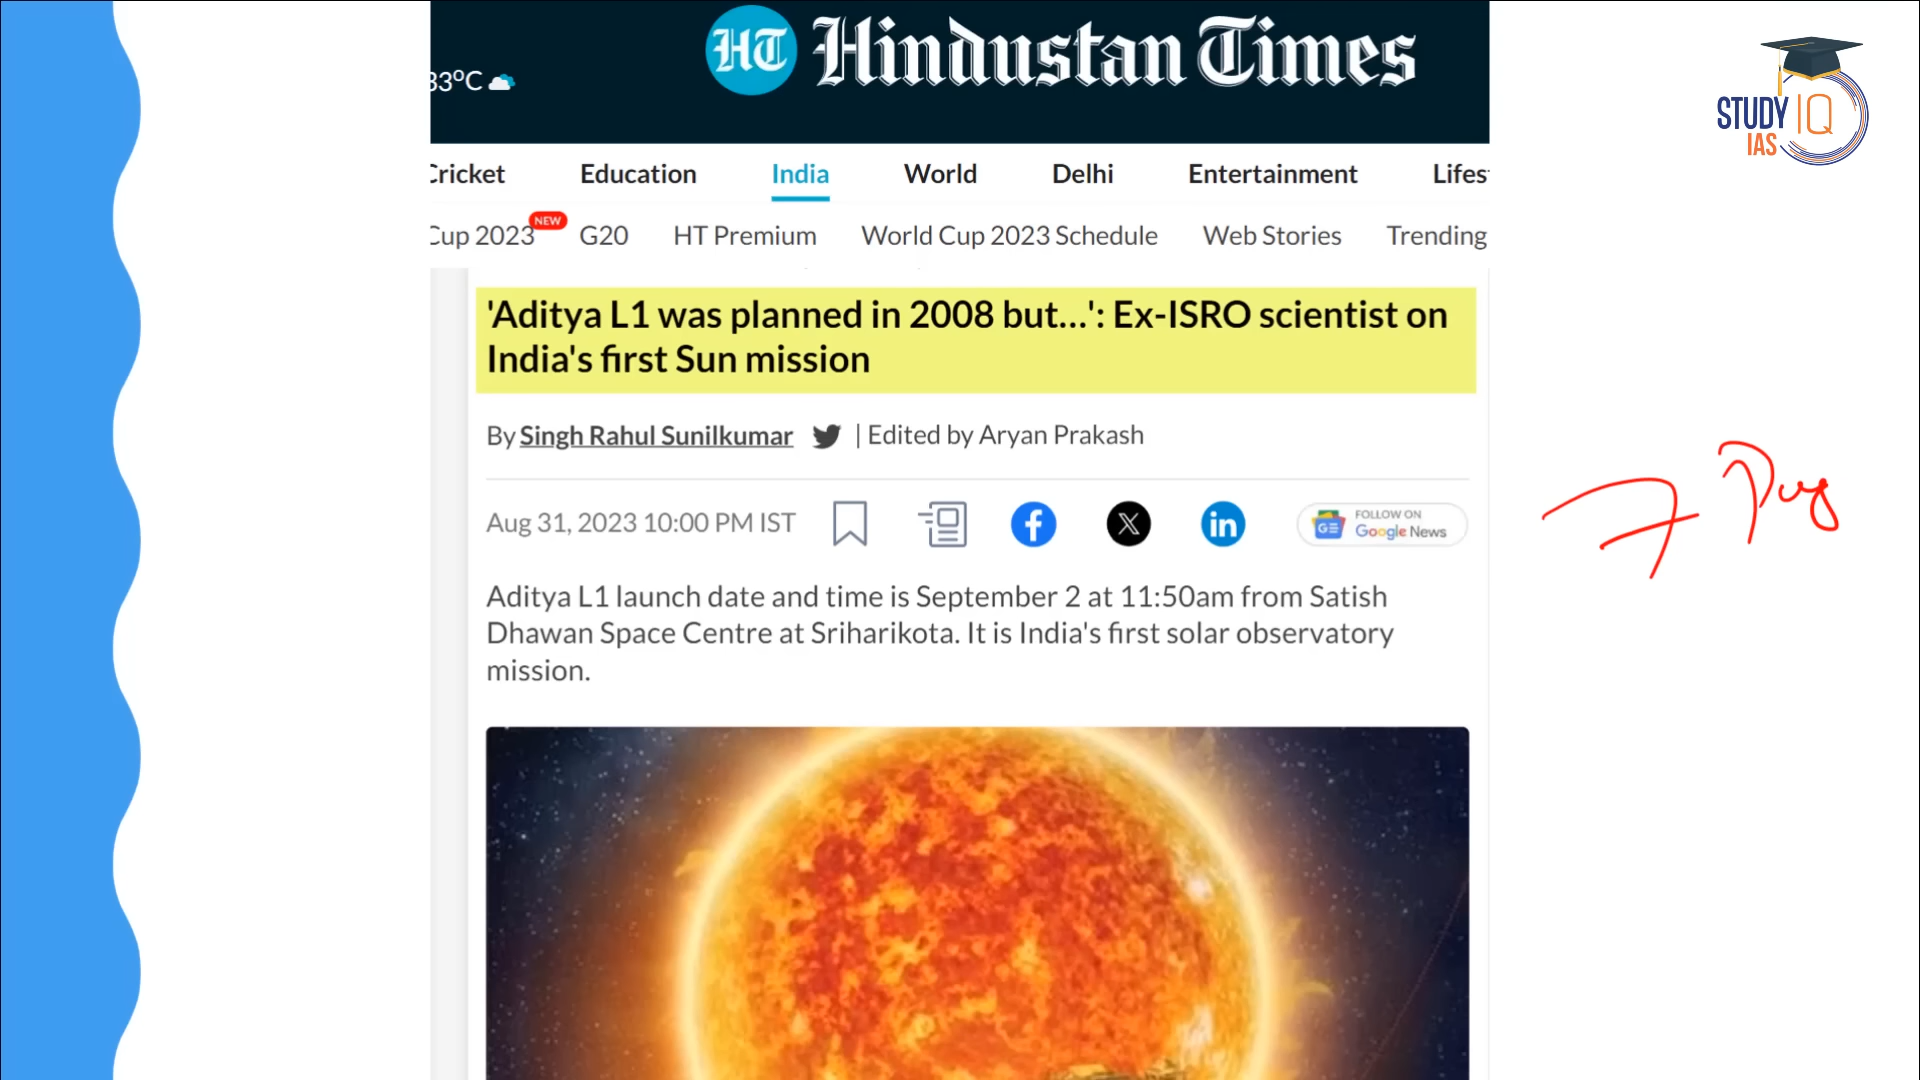 HT Hindustan Times
33°C
STUDY IQ
IAS
Cricket Education India World Delhi Entertainment Lifes
Cup 2023 NEW G20 HT Premium World Cup 2023 Schedule Web Stories Trending
'Aditya L1 was planned in 2008 but...': Ex-ISRO scientist on
India's first Sun mission
By Singh Rahul Sunilkumar | Edited by Aryan Prakash
Aug 31, 2023 10:00 PM IST
FOLLOW ON
GE Google News
7
Aditya L1 launch date and time is September 2 at 11:50am from Satish
Dhawan Space Centre at Sriharikota. It is India's first solar observatory
mission.